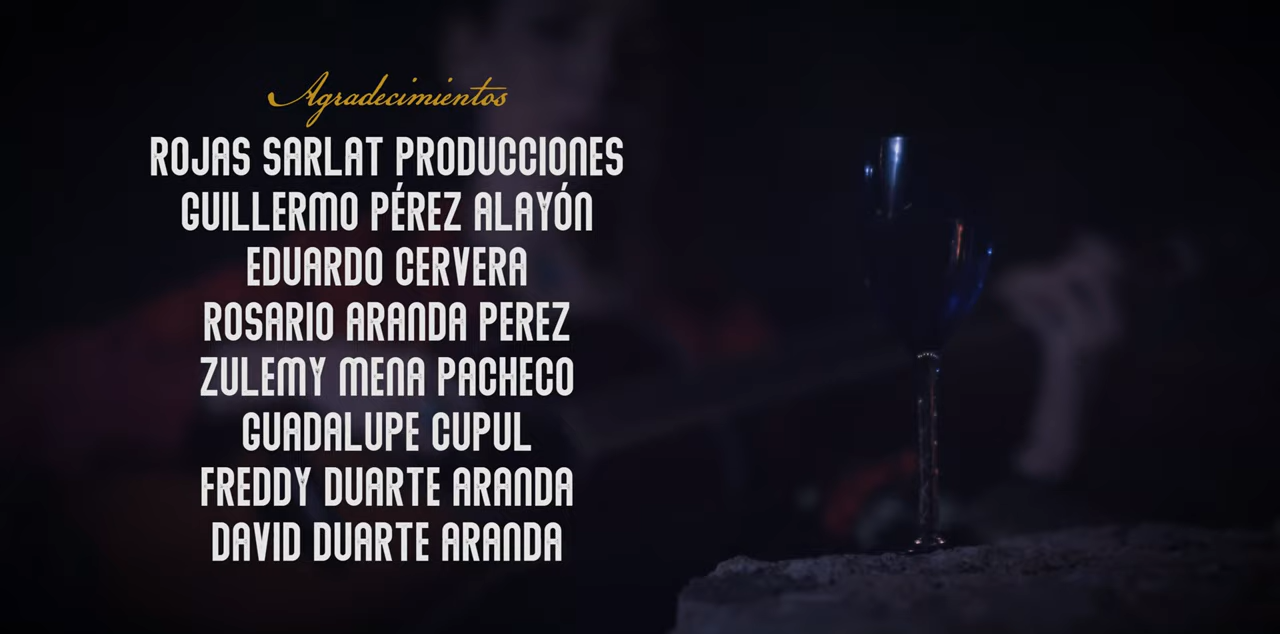 Agradecimientos
ROJAS SARLAT PRODUCCIONES
GUILLERMO PÉREZ ALAYÓN
EDUARDO CERVERA
ROSARIO ARANDA PEREZ
ZULEMY MENA PACHECO
GUADALUPE CUPUL
FREDDY DUARTE ARANDA
DAVID DUARTE ARANDA